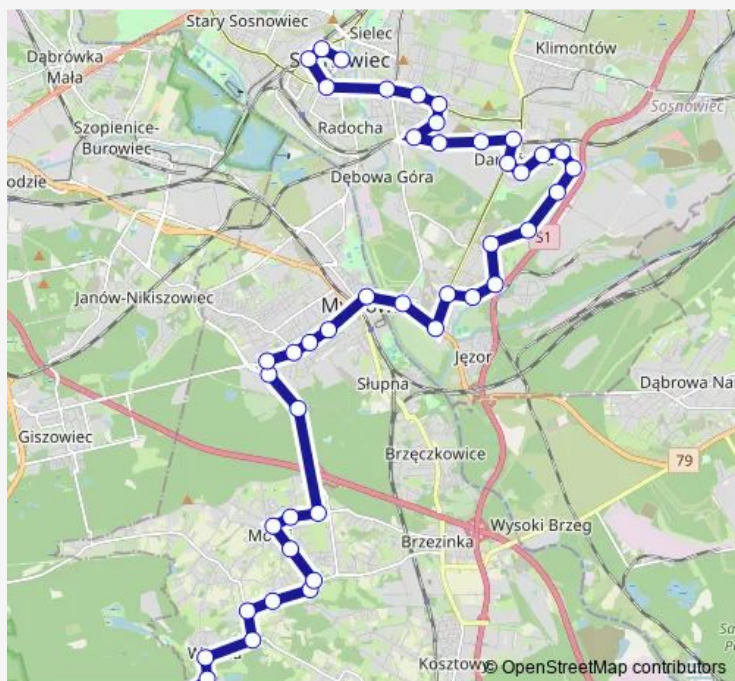 Stary Sosnowiec
Sielec
Dąbrówka
Mała
Klimontów
Sosnowiec
Szopienice-
Burowiec
Radocha
Dębowa Góra
S1
Janów-Nikiszowiec
Jęzor
Słupna
Dąbrowa Na
Giszowiec
Brzęczkowice
79
Wysoki Brzeg
Brzezinka
Kosztowy
© OpenStreetMap contributors